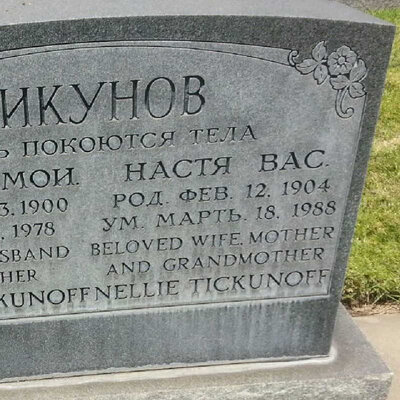 ИКУНОВ
Ь ПОКОЮТСЯ ТЕЛА
МОИ. НАСТЯ ВАС.
3. 1900 РОД. ФЕВ. 12. 1904
, 1978 УМ. МАРТЬ. 18. 1988
SBAND BELOVED WIFE, MOTHER
HER AND GRANDMOTHER
KUNOFF NELLIE TICKUNOFF